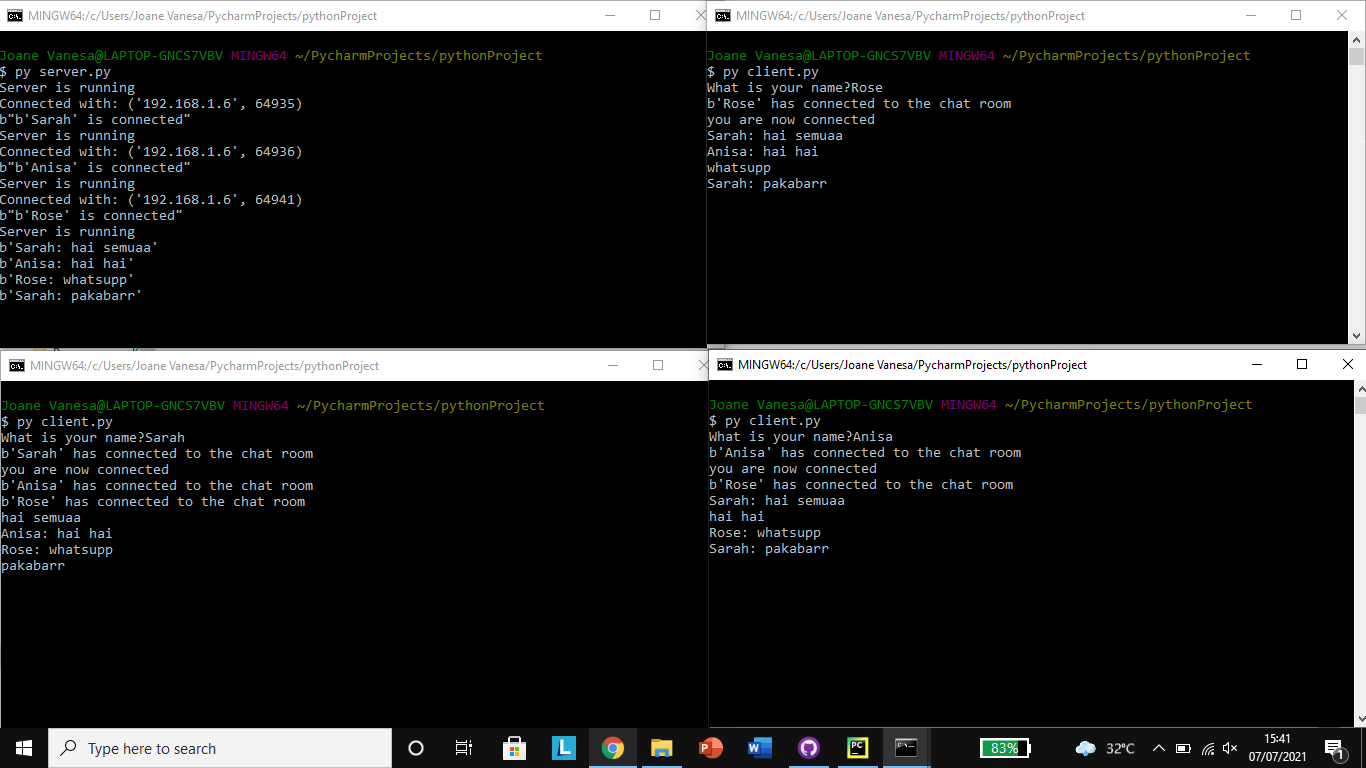 MINGW64:/c/Users/Joane Vanesa/PycharmProjects/pythonProject
Joane Vanesa@LAPTOP-GNCS7VBV MINGW64 ~/PycharmProjects/pythonProject
$ py server.py
Server is running
Connected with: ('192.168.1.6', 64935)
b"b'Sarah' is connected"
Server is running
Connected with: ('192.168.1.6', 64936)
b"b'Anisa' is connected"
Server is running
Connected with: ('192.168.1.6', 64941)
b"b'Rose' is connected"
Server is running
b'Sarah: hai semuaa'
b'Anisa: hai hai'
b'Rose: whatsupp'
b'Sarah: pakabarr'
MINGW64:/c/Users/Joane Vanesa/PycharmProjects/pythonProject
Joane Vanesa@LAPTOP-GNCS7VBV MINGW64 ~/PycharmProjects/pythonProject
$ py client.py
What is your name?Rose
b'Rose' has connected to the chat room
you are now connected
Sarah: hai semuaa
Anisa: hai hai
whatsupp
Sarah: pakabarr
MINGW64:/c/Users/Joane Vanesa/PycharmProjects/pythonProject
Joane Vanesa@LAPTOP-GNCS7VBV MINGW64 ~/PycharmProjects/pythonProject
$ py client.py
What is your name?Sarah
b'Sarah' has connected to the chat room
you are now connected
b'Anisa' has connected to the chat room
b'Rose' has connected to the chat room
hai semuaa
Anisa: hai hai
Rose: whatsupp
pakabarr
MINGW64:/c/Users/Joane Vanesa/PycharmProjects/pythonProject
Joane Vanesa@LAPTOP-GNCS7VBV MINGW64 ~/PycharmProjects/pythonProject
$ py client.py
What is your name?Anisa
b'Anisa' has connected to the chat room
you are now connected
b'Rose' has connected to the chat room
Sarah: hai semuaa
hai hai
Rose: whatsupp
Sarah: pakabarr
Type here to search
83%
32°C
15:41
07/07/2021
1